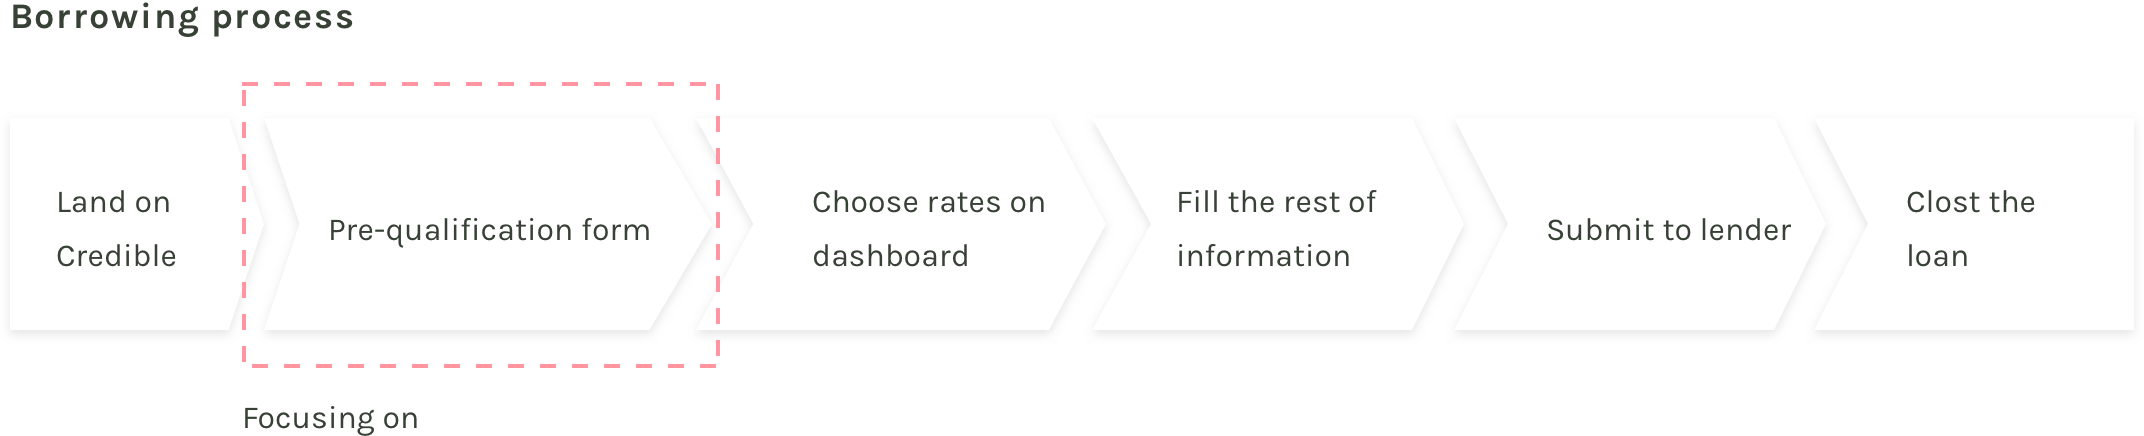 Borrowing process
Land on
Credible
Pre-qualification form
Choose rates on
dashboard
Fill the rest of
information
Submit to lender
Clost the
loan
Focusing on